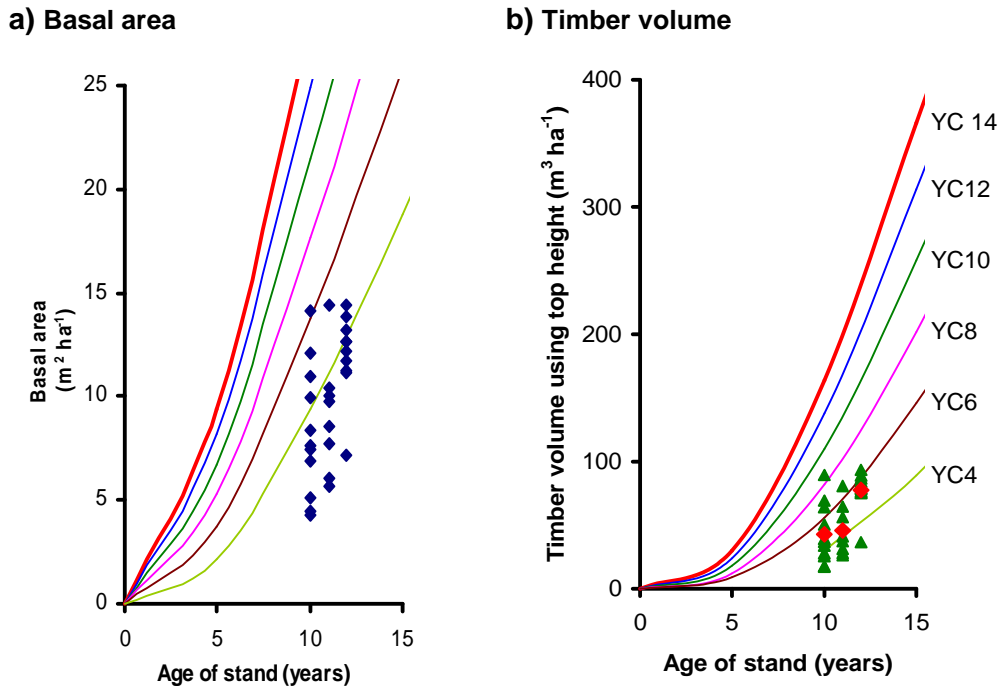 a) Basal area
25
20
15
10
5
0
Basal area
(m² ha⁻¹)
0 5 10 15
Age of stand (years)
b) Timber volume
400
300
200
100
0
Timber volume using top height (m³ ha⁻¹)
YC 14
YC12
YC10
YC8
YC6
YC4
0 5 10 15
Age of stand (years)